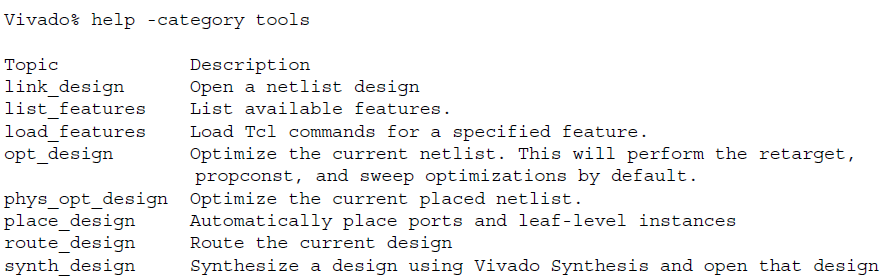 Vivado% help -category tools
Topic Description
link_design Open a netlist design
list_features List available features.
load_features Load Tcl commands for a specified feature.
opt_design Optimize the current netlist. This will perform the retarget,
propconst, and sweep optimizations by default.
phys_opt_design Optimize the current placed netlist.
place_design Automatically place ports and leaf-level instances
route_design Route the current design
synth_design Synthesize a design using Vivado Synthesis and open that design